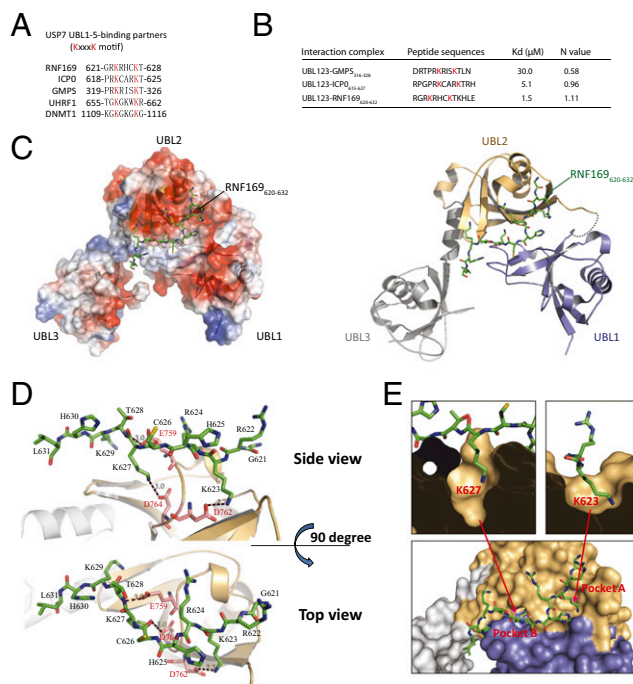 A
USP7 UBL1-5-binding partners
(KxxxK motif)
RNF169 621-GRKRHCKT-628
ICP0 618-PRKCARKT-625
GMPS 319-PRKRISKT-326
UHRF1 655-TGKGKWKR-662
DNMT1 1109-KGKGKGKG-1116
B
Interaction complex Peptide sequences Kd (μM) N value
UBL123-GMPS316-328 DRTPRKRISKTLN 30.0 0.58
UBL123-ICP0615-627 RPGPRKCARKTRH 5.1 0.96
UBL123-RNF169620-632 RGRKRHCKTKHLE 1.5 1.11
C
UBL2
RNF169620-632
UBL3
UBL1
UBL2
RNF169620-632
UBL3
UBL1
D
H630
T628
C626
E759
R624
H625
R622
L631
K629
K627
K623
G621
D764
D762
Side view
90 degree
K629
L631
H630
T628
E759
R624
G621
K627
C626
D764
K623
R622
H625
D762
Top view
E
K627
K623
Pocket A
Pocket B